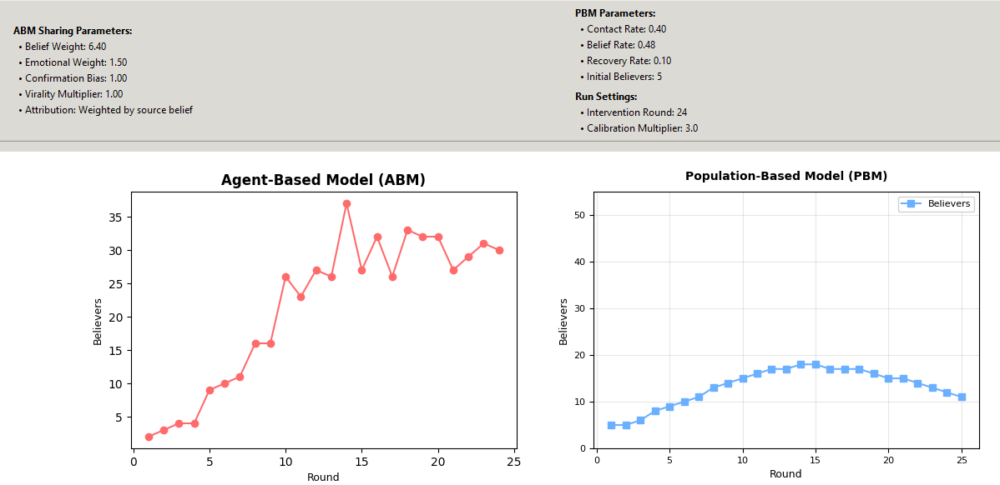 ABM Sharing Parameters:
• Belief Weight: 6.40
• Emotional Weight: 1.50
• Confirmation Bias: 1.00
• Virality Multiplier: 1.00
• Attribution: Weighted by source belief
PBM Parameters:
• Contact Rate: 0.40
• Belief Rate: 0.48
• Recovery Rate: 0.10
• Initial Believers: 5
Run Settings:
• Intervention Round: 24
• Calibration Multiplier: 3.0
Agent-Based Model (ABM)
Believers
35
30
25
20
15
10
5
0 5 10 15 20 25
Round
Population-Based Model (PBM)
Believers
Believers
50
40
30
20
10
0
0 5 10 15 20 25
Round